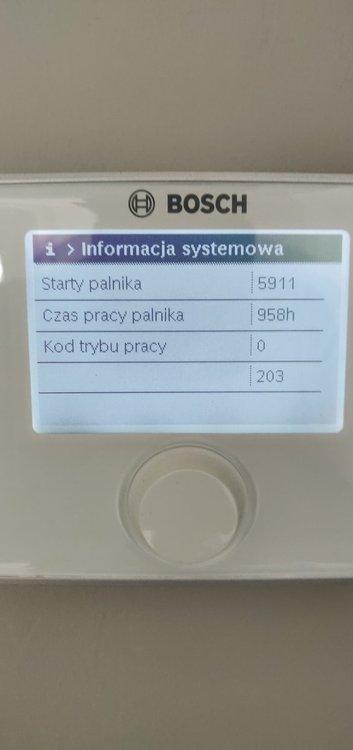 BOSCH
i > Informacja systemowa
Starty palnika 5911
Czas pracy palnika 958h
Kod trybu pracy 0
203